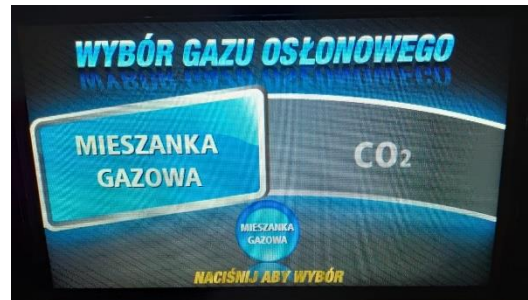 WYBÓR GAZU OSŁONOWEGO
MIESZANKA
GAZOWA
CO₂
MIESZANKA
GAZOWA
NACIŚNIJ ABY WYBÓR